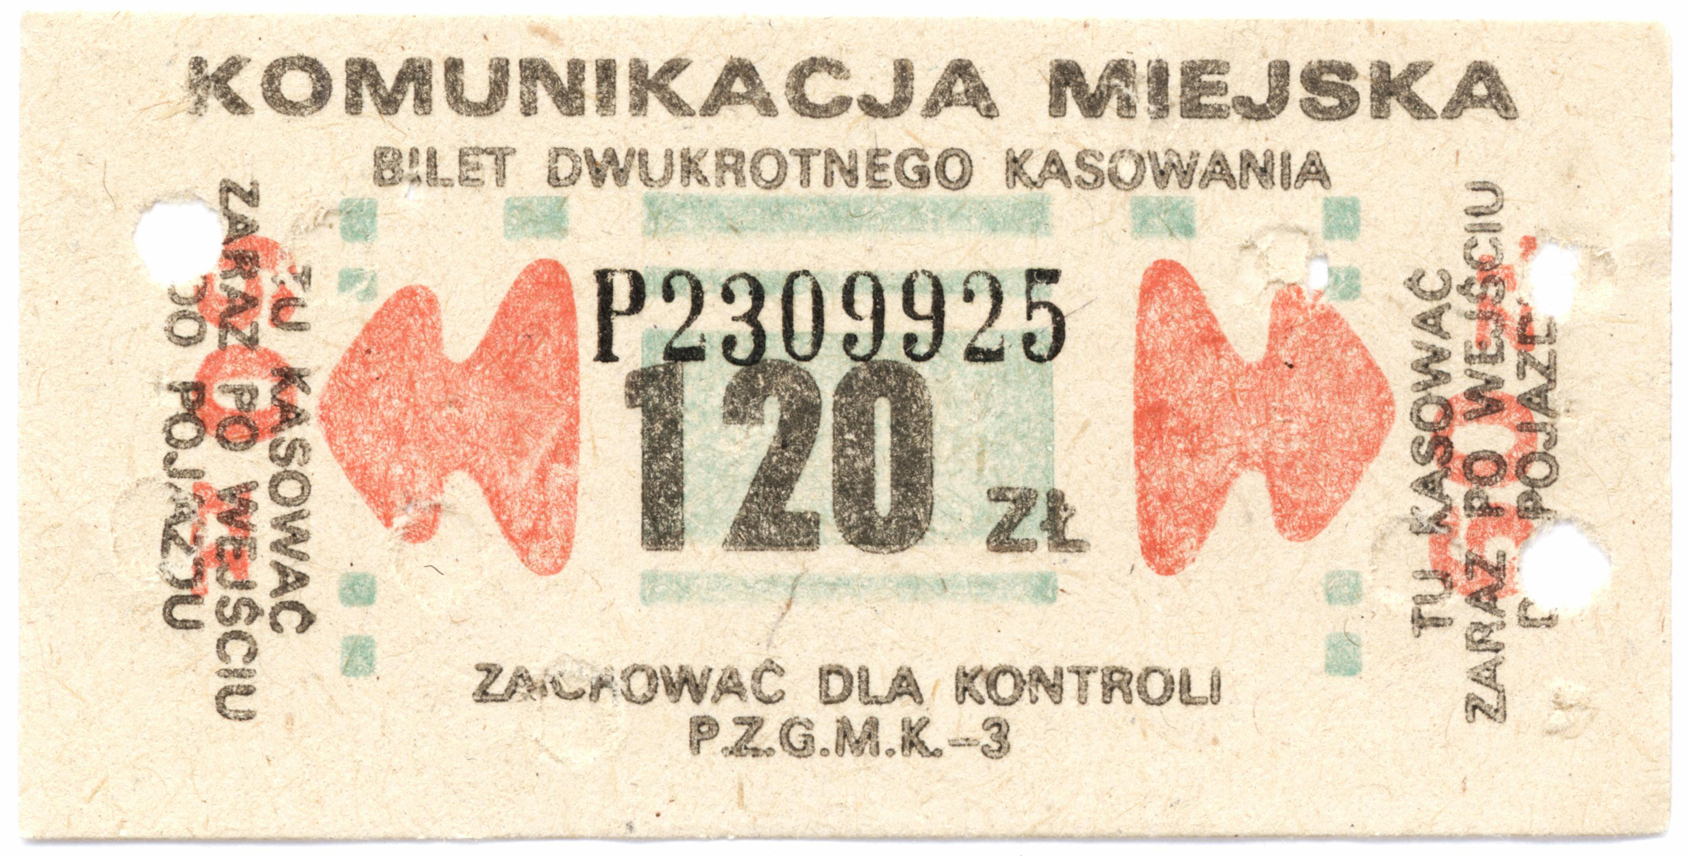 KOMUNIKACJA MIEJSKA
BILET DWUKROTNEGO KASOWANIA
TU KASOWAĆ
ZARAZ PO WEJŚCIU
DO POJAZDU
P2309925
120 ZŁ
TU KASOWAĆ
ZARAZ PO WEJŚCIU
POJAZD
ZACHOWAĆ DLA KONTROLI
P.Z.G.M.K.-3